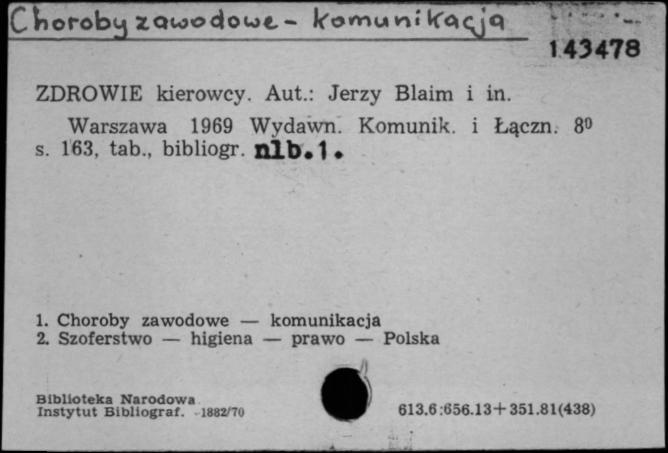 Choroby zawodowe - komunikacja
143478
ZDROWIE kierowcy. Aut.: Jerzy Blaim i in.
Warszawa 1969 Wydawn. Komunik. i Łączn. 8⁰
s. 163, tab., bibliogr. nlb.1.
1. Choroby zawodowe — komunikacja
2. Szoferstwo — higiena — prawo — Polska
Biblioteka Narodowa
Instytut Bibliograf. -1882/70
613.6:656.13+351.81(438)